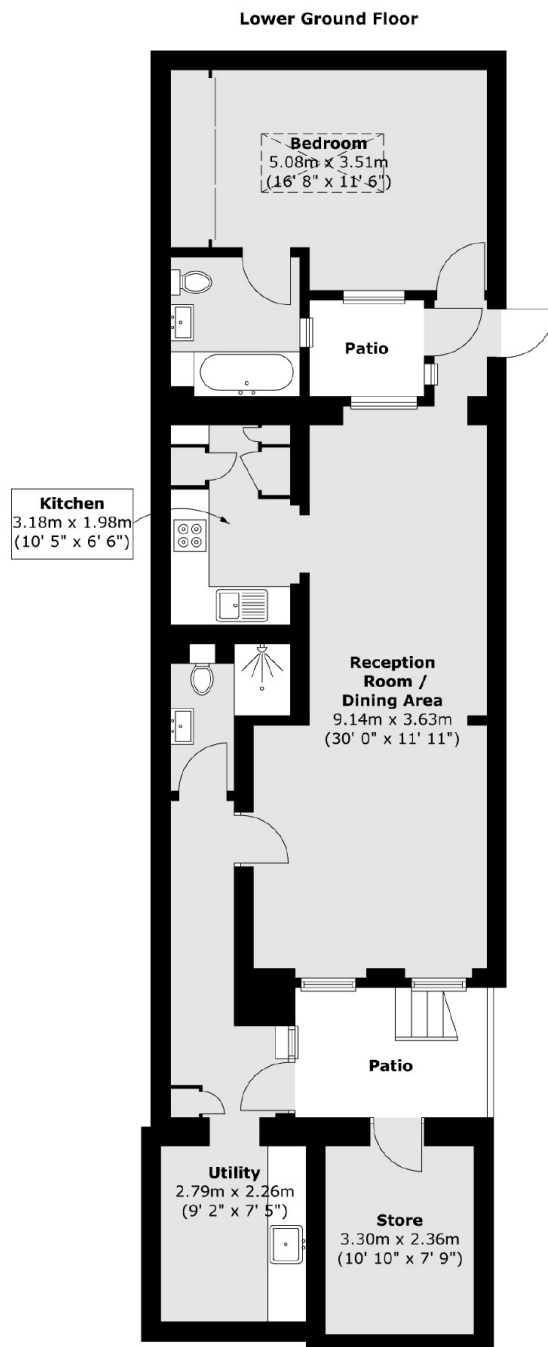 Lower Ground Floor
Bedroom
5.08m x 3.51m
(16' 8" x 11' 6")
Patio
Kitchen
3.18m x 1.98m
(10' 5" x 6' 6")
Reception
Room /
Dining Area
9.14m x 3.63m
(30' 0" x 11' 11")
Patio
Utility
2.79m x 2.26m
(9' 2" x 7' 5")
Store
3.30m x 2.36m
(10' 10" x 7' 9")